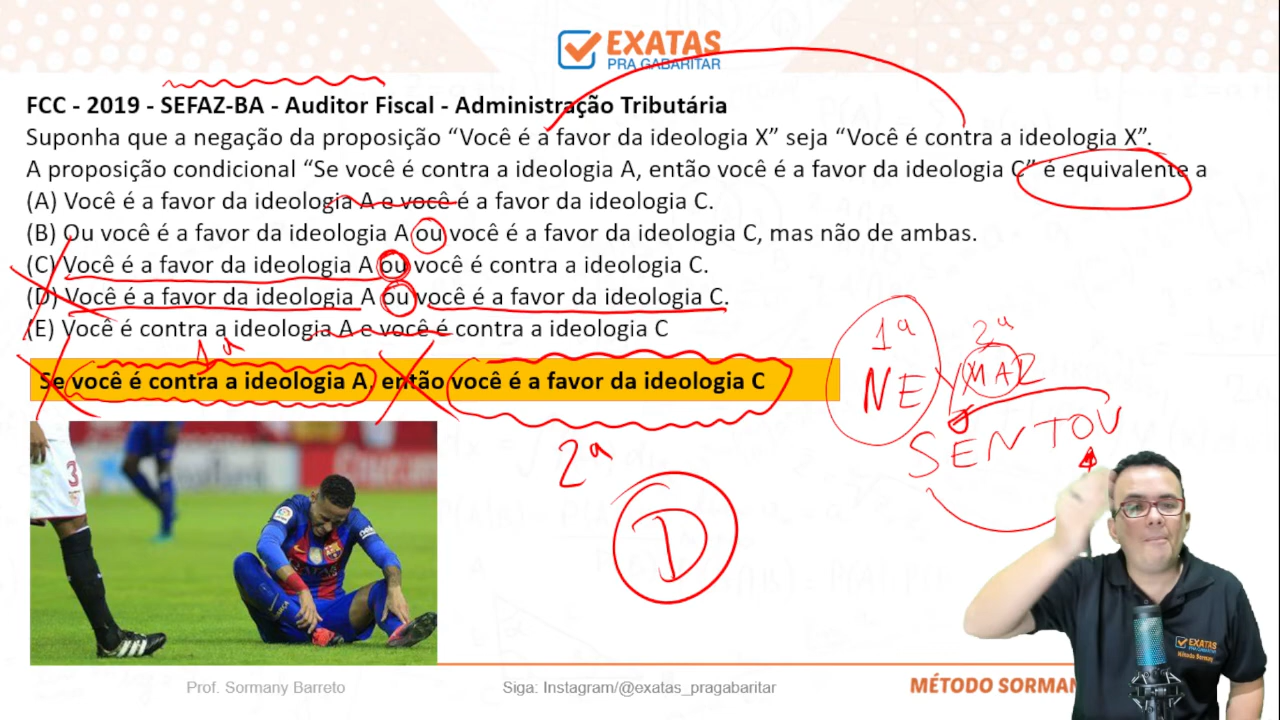 EXATAS
PRA GABARITAR
FCC - 2019 - SEFAZ-BA - Auditor Fiscal - Administração Tributária
Suponha que a negação da proposição “Você é a favor da ideologia X” seja “Você é contra a ideologia X”.
A proposição condicional “Se você é contra a ideologia A, então você é a favor da ideologia C” é equivalente a
(A) Você é a favor da ideologia A e você é a favor da ideologia C.
(B) Ou você é a favor da ideologia A ou você é a favor da ideologia C, mas não de ambas.
(C) Você é a favor da ideologia A ou você é contra a ideologia C.
(D) Você é a favor da ideologia A ou você é a favor da ideologia C.
(E) Você é contra a ideologia A e você é contra a ideologia C
1ª
Se você é contra a ideologia A, então você é a favor da ideologia C
2ª
D
1ª 2ª
NEYMAR
SENTOU
3
EXATAS
Prof. Sormany Barreto
Siga: Instagram/@exatas_pragabaritar
MÉTODO SORMAN